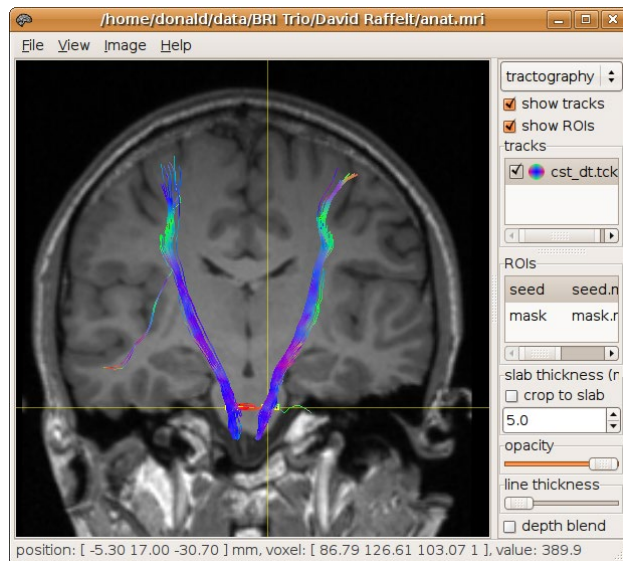 /home/donald/data/BRI Trio/David Raffelt/anat.mri
File View Image Help
tractography
show tracks
show ROIs
tracks
cst_dt.tck
ROIs
seed seed.n
mask mask.r
slab thickness (r
crop to slab
5.0
opacity
line thickness
depth blend
position: [ -5.30 17.00 -30.70 ] mm, voxel: [ 86.79 126.61 103.07 1 ], value: 389.9